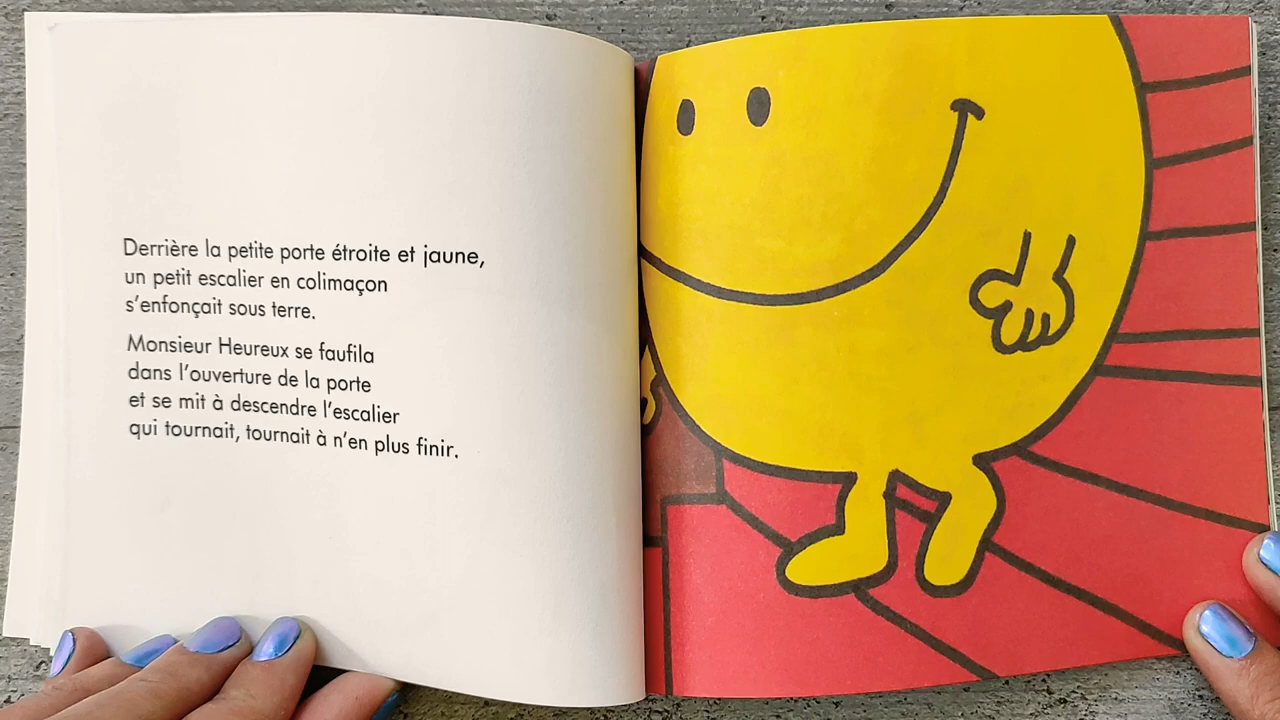 Derrière la petite porte étroite et jaune,
un petit escalier en colimaçon
s'enfonçait sous terre.
Monsieur Heureux se faufila
dans l'ouverture de la porte
et se mit à descendre l'escalier
qui tournait, tournait à n'en plus finir.